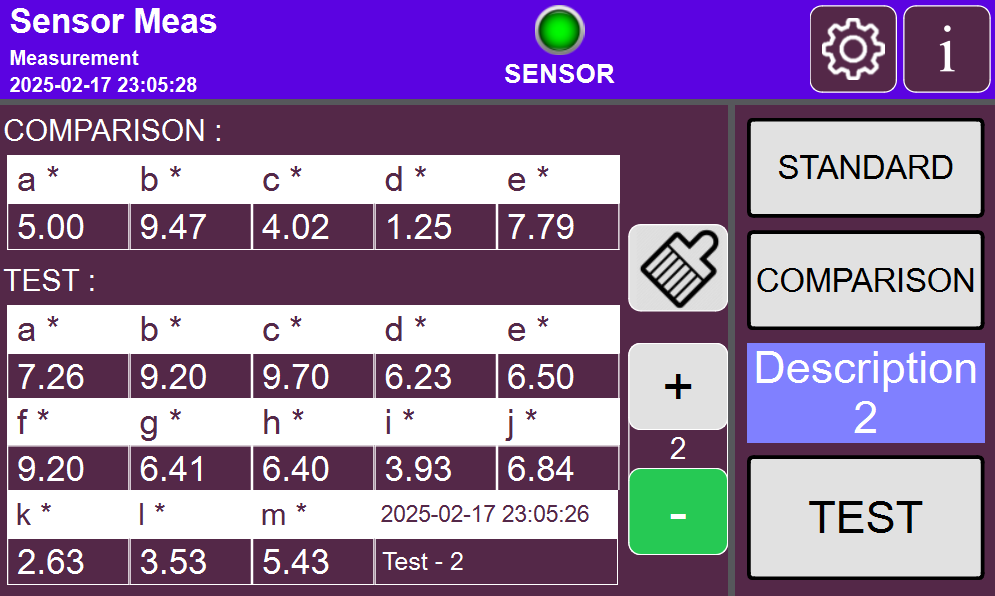 Sensor Meas
Measurement
2025-02-17 23:05:28
SENSOR
i
COMPARISON :
a * b * c * d * e *
5.00 9.47 4.02 1.25 7.79
TEST :
a * b * c * d * e *
7.26 9.20 9.70 6.23 6.50
f * g * h * i * j *
9.20 6.41 6.40 3.93 6.84
k * l * m * 2025-02-17 23:05:26
2.63 3.53 5.43 Test - 2
+
2
-
STANDARD
COMPARISON
Description
2
TEST